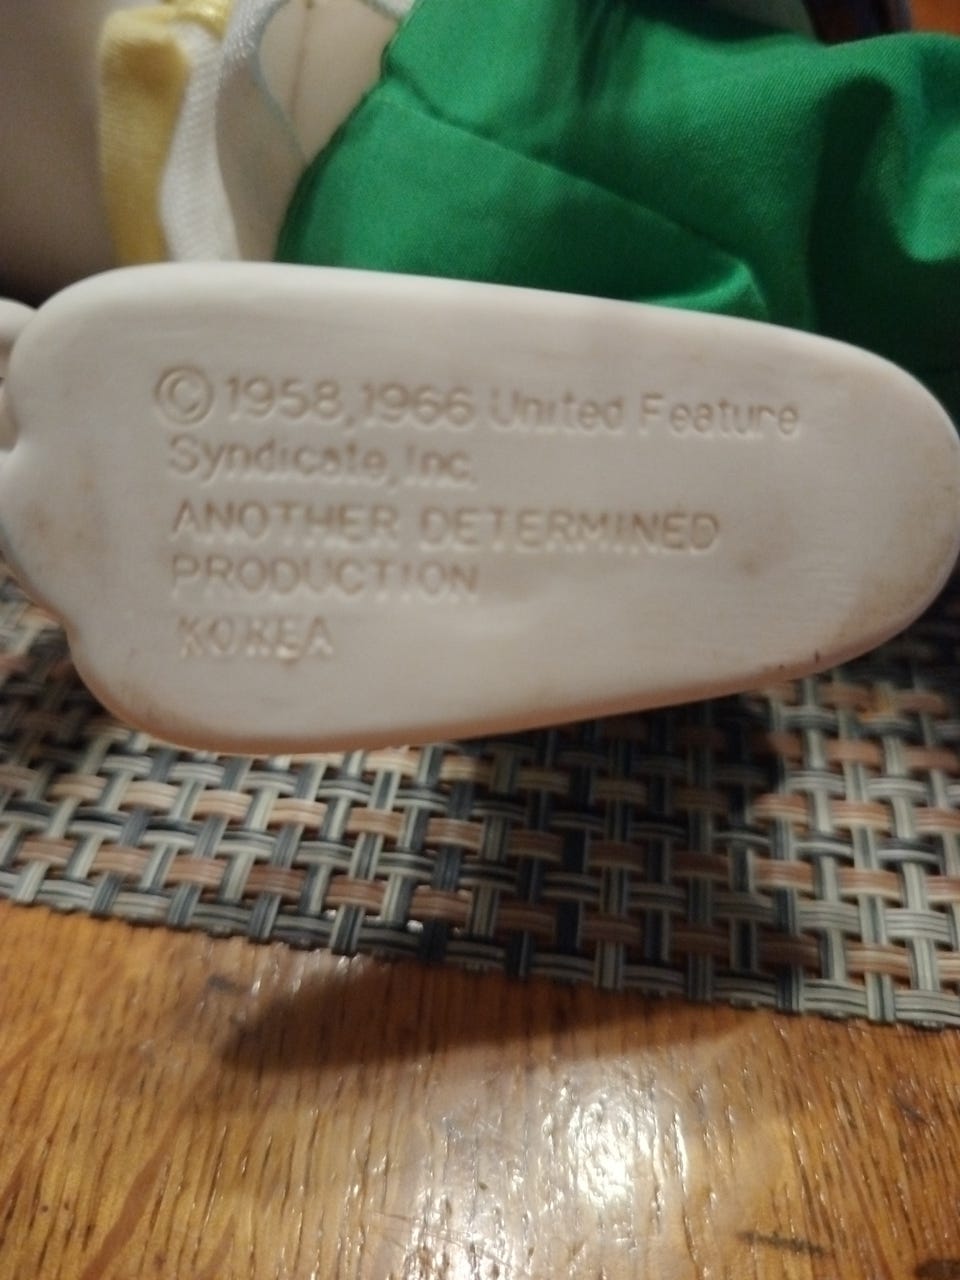 © 1958,1966 United Feature
Syndicate, Inc.
ANOTHER DETERMINED
PRODUCTION
KOREA